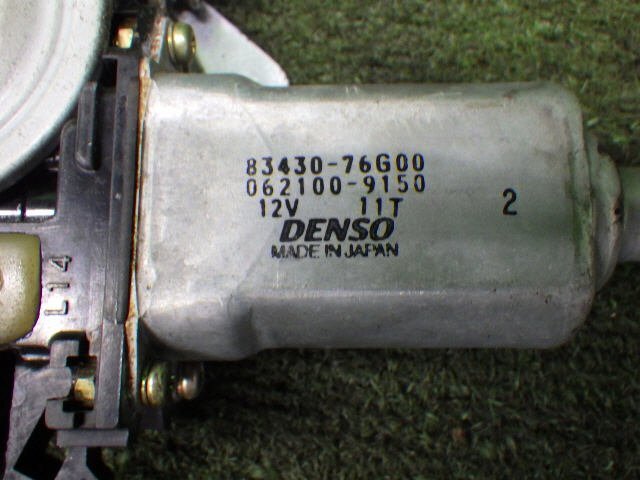 83430-76G00
062100-9150
12V 11T 2
DENSO
MADE IN JAPAN
L14